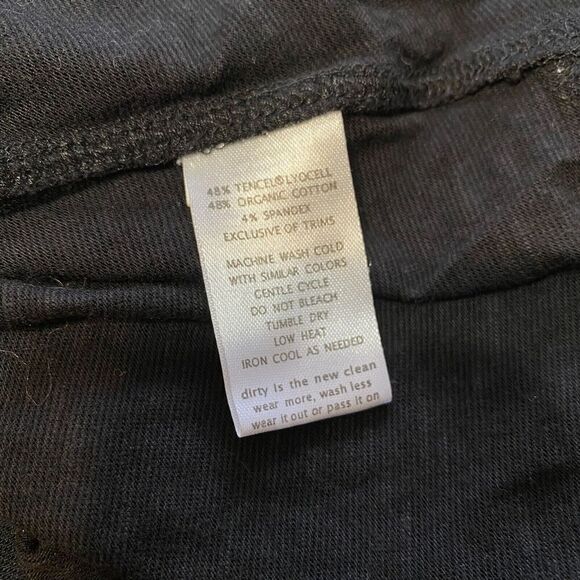 48% TENCEL®LYOCELL
48% ORGANIC COTTON
4% SPANDEX
EXCLUSIVE OF TRIMS
MACHINE WASH COLD
WITH SIMILAR COLORS
GENTLE CYCLE
DO NOT BLEACH
TUMBLE DRY
LOW HEAT
IRON COOL AS NEEDED
dirty is the new clean
wear more, wash less
wear it out or pass it on